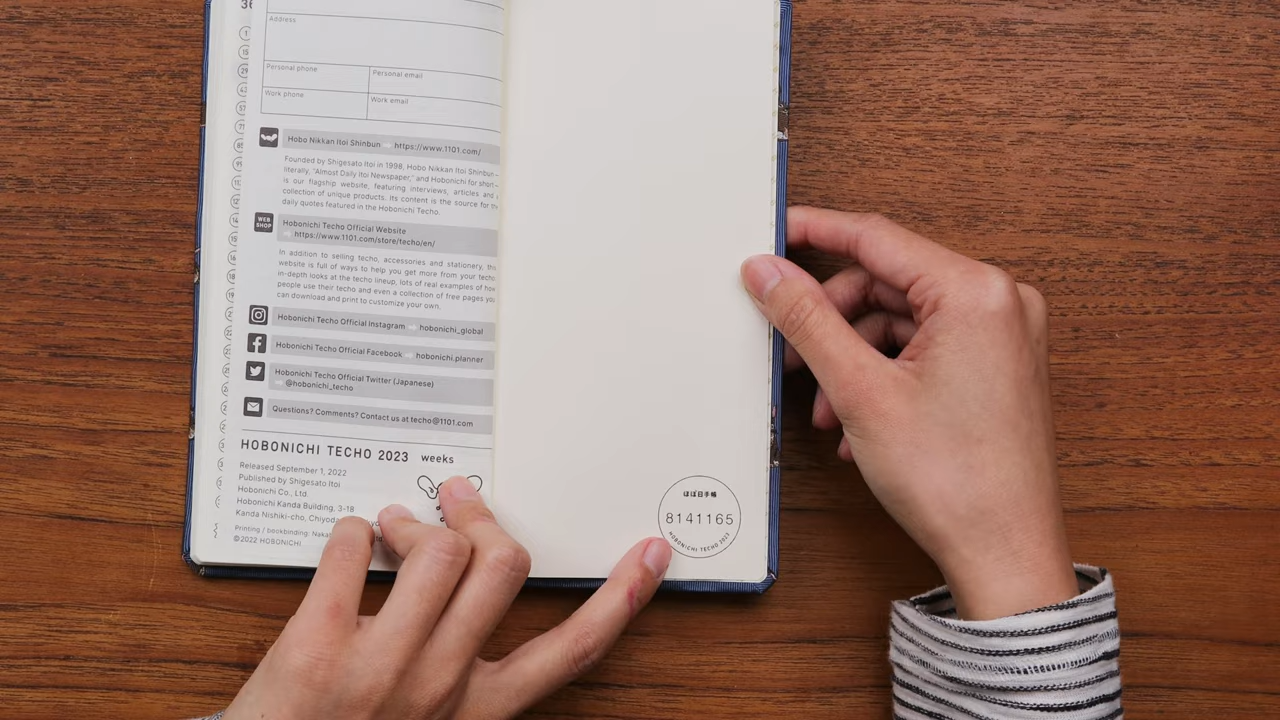 Address
Personal phone
Personal email
Work phone
Work email
Hobo Nikkan Itoi Shinbun ➡ https://www.1101.com/
Founded by Shigesato Itoi in 1998, Hobo Nikkan Itoi Shinbun –
literally, "Almost Daily Itoi Newspaper," and Hobonichi for short –
is our flagship website, featuring interviews, articles and
collection of unique products. Its content is the source for
daily quotes featured in the Hobonichi Techo.
WEB
SHOP
Hobonichi Techo Official Website
➡ https://www.1101.com/store/techo/en/
In addition to selling techo, accessories and stationery,
website is full of ways to help you get more from your techo
in-depth looks at the techo lineup, lots of real examples of
people use their techo and even a collection of free pages
can download and print to customize your own.
Hobonichi Techo Official Instagram ➡ hobonichi_global
Hobonichi Techo Official Facebook ➡ hobonichi.planner
Hobonichi Techo Official Twitter (Japanese)
➡ @hobonichi_techo
Questions? Comments? Contact us at techo@1101.com
HOBONICHI TECHO 2023 weeks
Released September 1, 2022
Published by Shigesato Itoi
Hobonichi Co., Ltd.
Hobonichi Kanda Building, 3-18
Kanda Nishiki-cho,
Printing / bookbinding:
©2022 HOBONICHI
ほぼ日手帳
8141165
HOBONICHI TECHO 2023